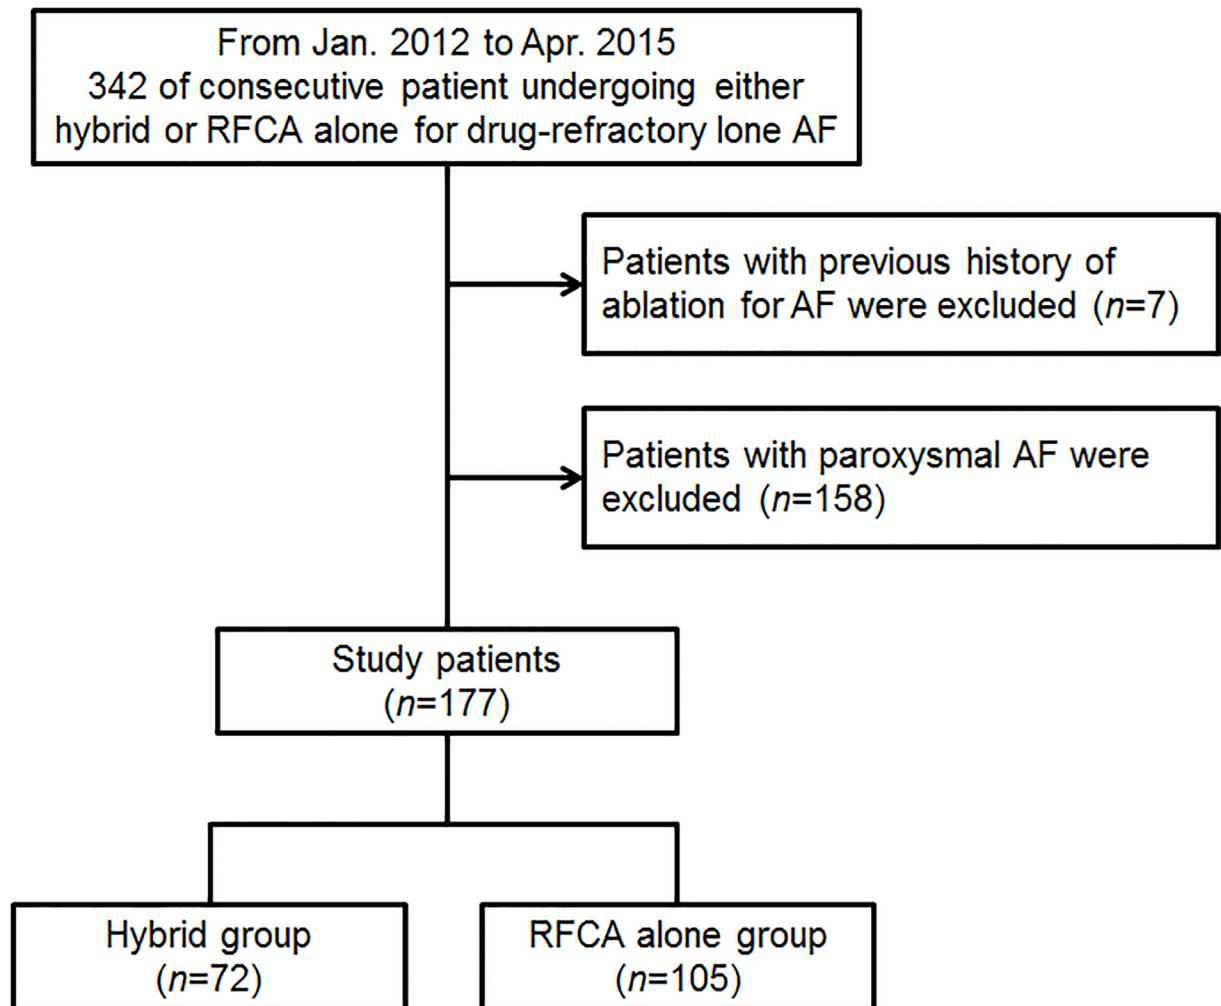 From Jan. 2012 to Apr. 2015
342 of consecutive patient undergoing either
hybrid or RFCA alone for drug-refractory lone AF
Patients with previous history of
ablation for AF were excluded (n=7)
Patients with paroxysmal AF were
excluded (n=158)
Study patients
(n=177)
Hybrid group
(n=72)
RFCA alone group
(n=105)